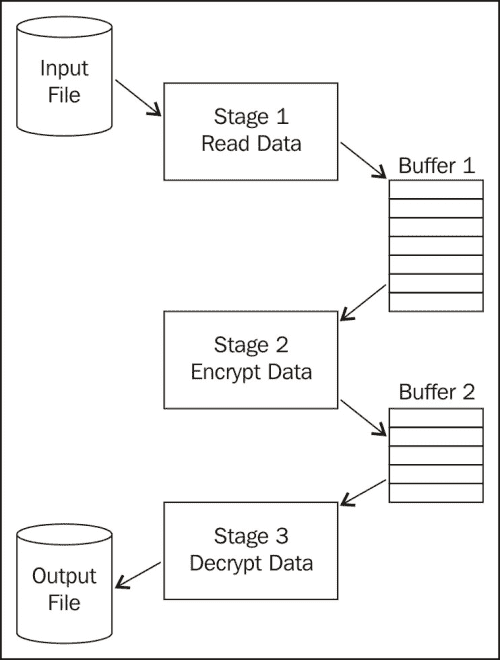 Input
File
Stage 1
Read Data
Buffer 1
Stage 2
Encrypt Data
Buffer 2
Stage 3
Decrypt Data
Output
File